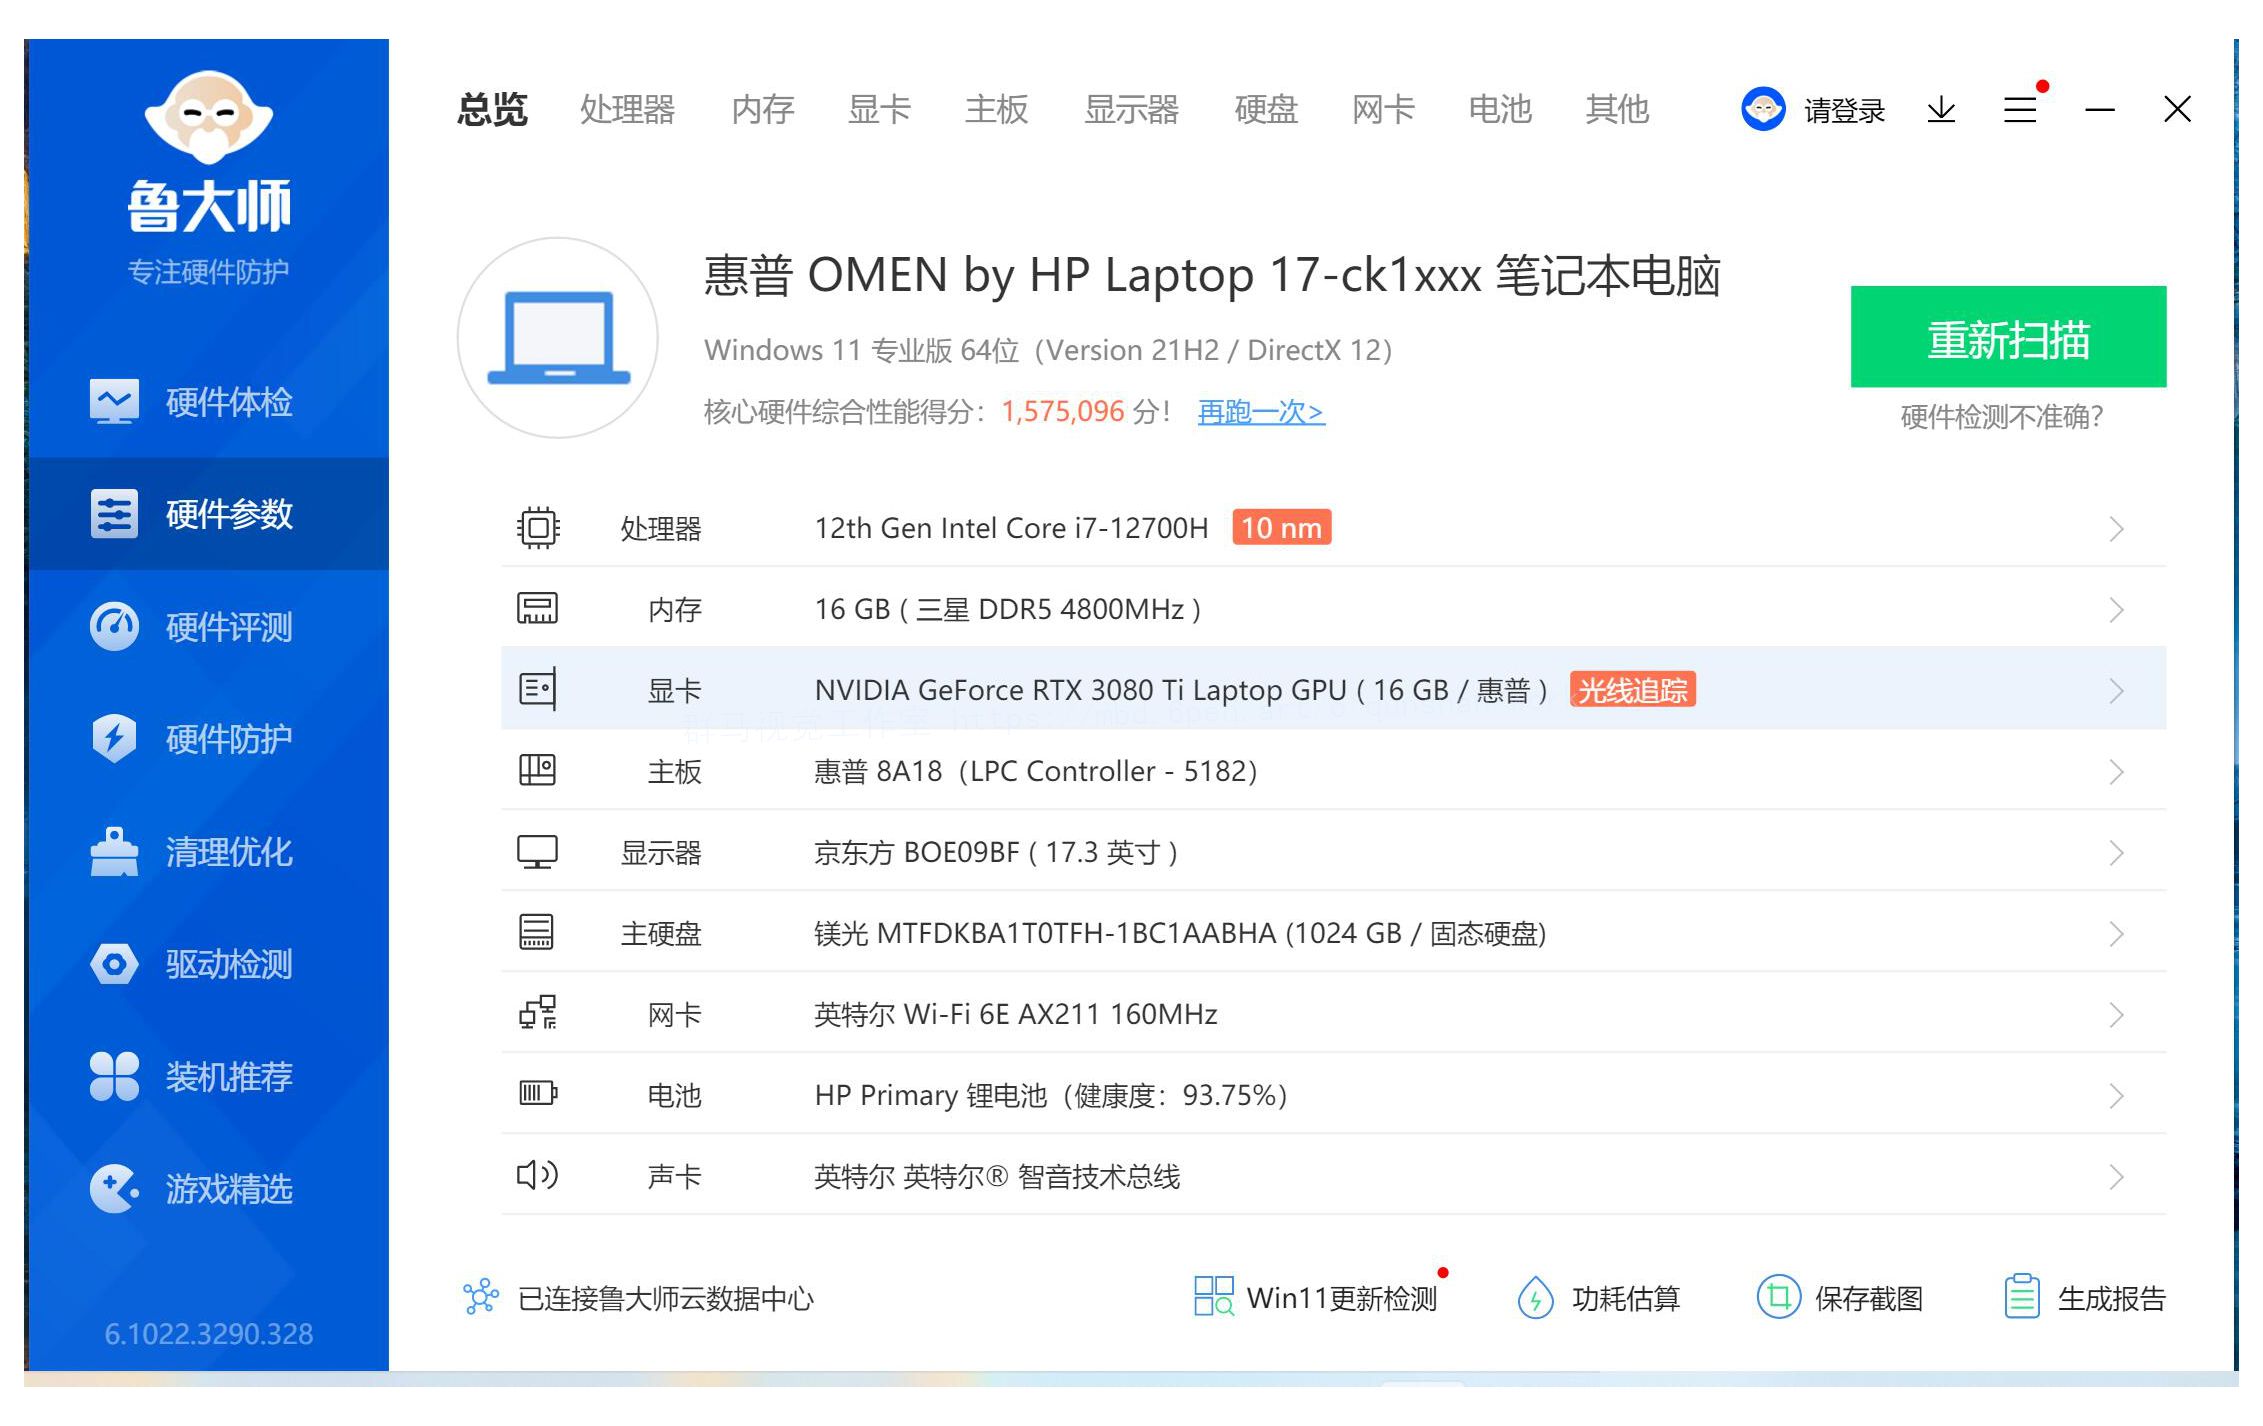 鲁大师
专注硬件防护
硬件体检
硬件参数
硬件评测
硬件防护
清理优化
驱动检测
装机推荐
游戏精选
6.1022.3290.328
总览 处理器 内存 显卡 主板 显示器 硬盘 网卡 电池 其他 请登录
惠普 OMEN by HP Laptop 17-ck1xxx 笔记本电脑
Windows 11 专业版 64位（Version 21H2 / DirectX 12）
核心硬件综合性能得分：1,575,096 分！ 再跑一次>
重新扫描
硬件检测不准确？
处理器 12th Gen Intel Core i7-12700H 10 nm
内存 16 GB ( 三星 DDR5 4800MHz )
显卡 NVIDIA GeForce RTX 3080 Ti Laptop GPU ( 16 GB / 惠普 ) 光线追踪
主板 惠普 8A18（LPC Controller - 5182）
显示器 京东方 BOE09BF ( 17.3 英寸 )
主硬盘 镁光 MTFDKBA1T0TFH-1BC1AABHA (1024 GB / 固态硬盘)
网卡 英特尔 Wi-Fi 6E AX211 160MHz
电池 HP Primary 锂电池（健康度：93.75%）
声卡 英特尔 英特尔® 智音技术总线
已连接鲁大师云数据中心 Win11更新检测 功耗估算 保存截图 生成报告